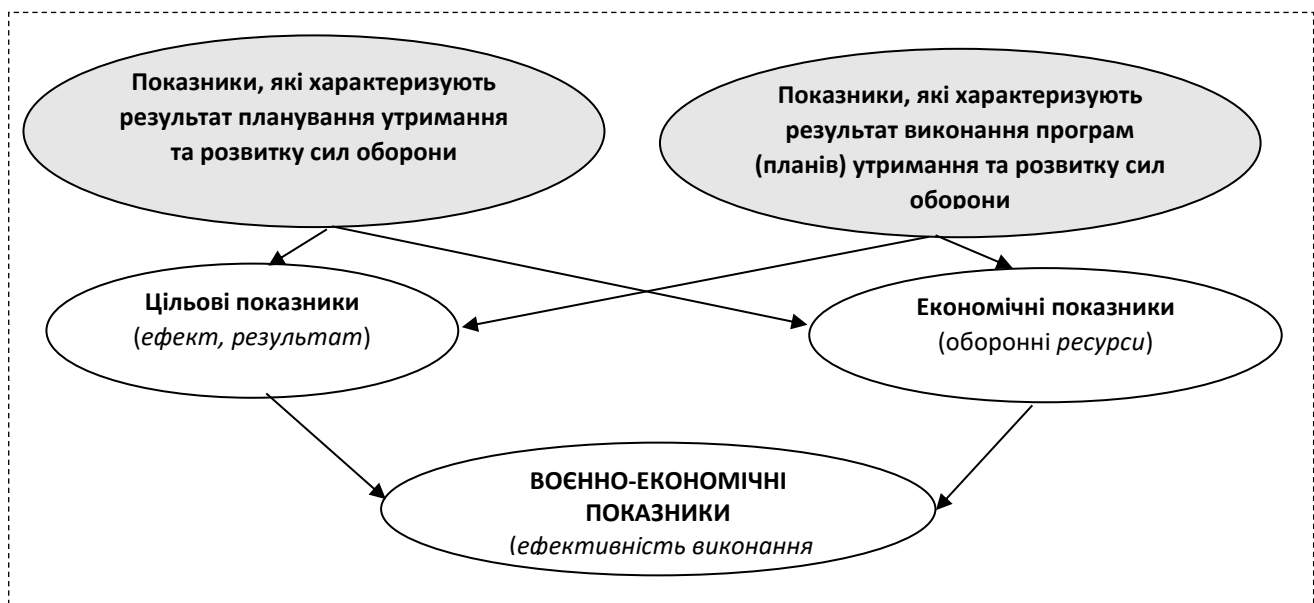 Показники, які характеризують
результат планування утримання
та розвитку сил оборони
Показники, які характеризують
результат виконання програм
(планів) утримання та розвитку сил
оборони
Цільові показники
(ефект, результат)
Економічні показники
(оборонні ресурси)
ВОЄННО-ЕКОНОМІЧНІ
ПОКАЗНИКИ
(ефективність виконання